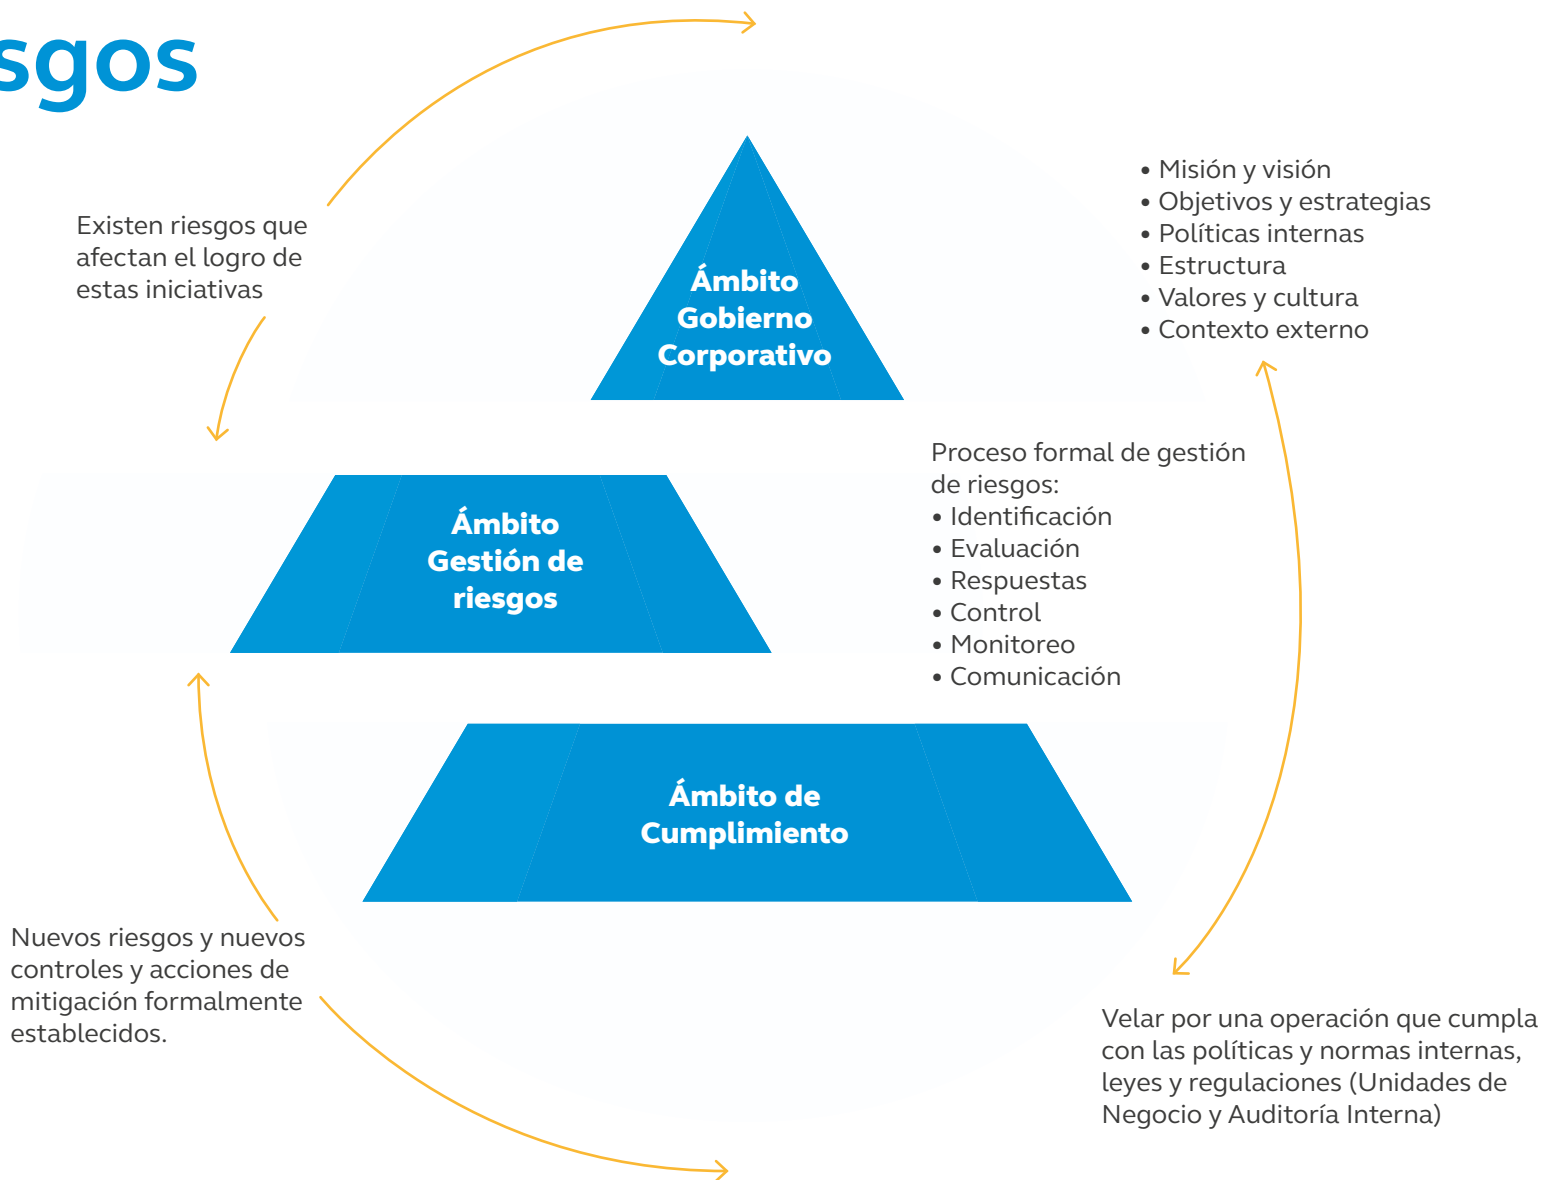 sgos
Existen riesgos que
afectan el logro de
estas iniciativas
Ámbito
Gobierno
Corporativo
• Misión y visión
• Objetivos y estrategias
• Políticas internas
• Estructura
• Valores y cultura
• Contexto externo
Ámbito
Gestión de
riesgos
Proceso formal de gestión
de riesgos:
• Identificación
• Evaluación
• Respuestas
• Control
• Monitoreo
• Comunicación
Ámbito de
Cumplimiento
Nuevos riesgos y nuevos
controles y acciones de
mitigación formalmente
establecidos.
Velar por una operación que cumpla
con las políticas y normas internas,
leyes y regulaciones (Unidades de
Negocio y Auditoría Interna)